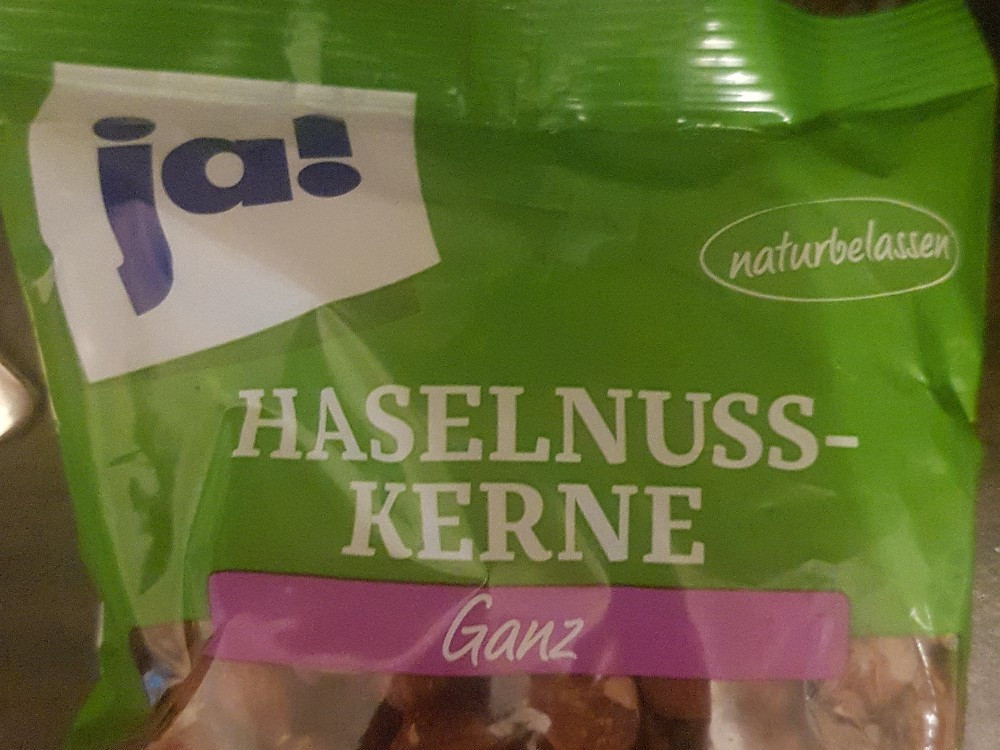 ja!
naturbelassen
HASELNUSS-
KERNE
Ganz